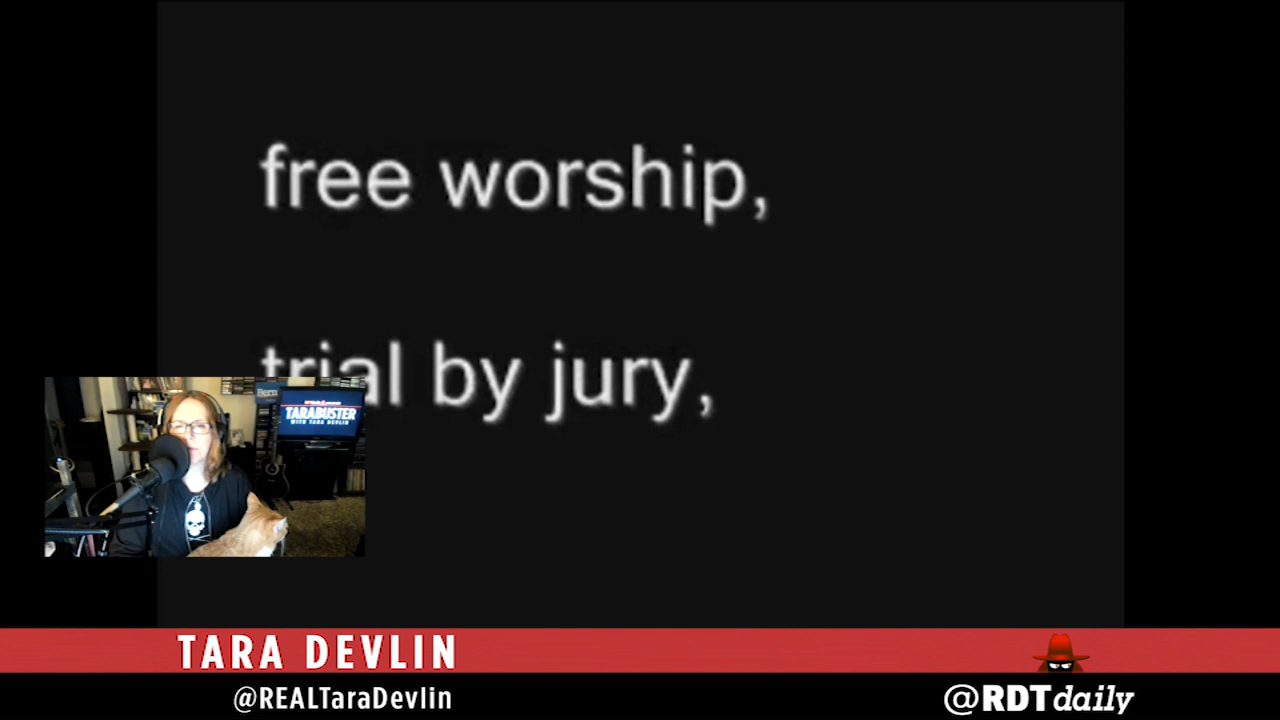 free worship,
trial by jury,
TARABUSTER
WITH TARA DEVLIN
TARA DEVLIN
@REALTaraDevlin
@RDTdaily